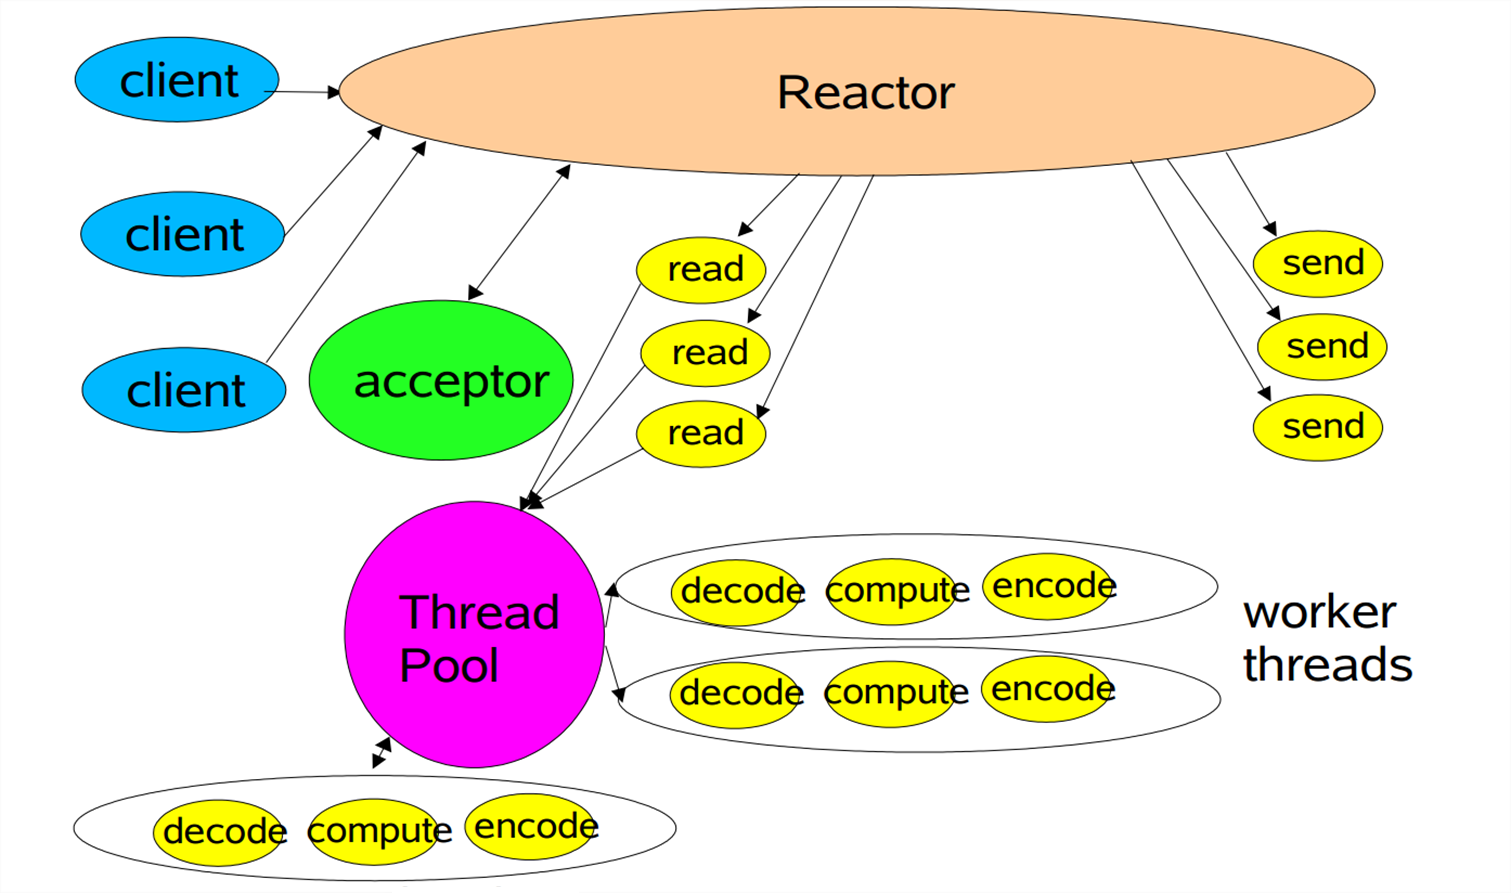 client
Reactor
client
client
acceptor
read
read
read
send
send
send
Thread
Pool
decode compute encode
decode compute encode
worker
threads
decode compute encode